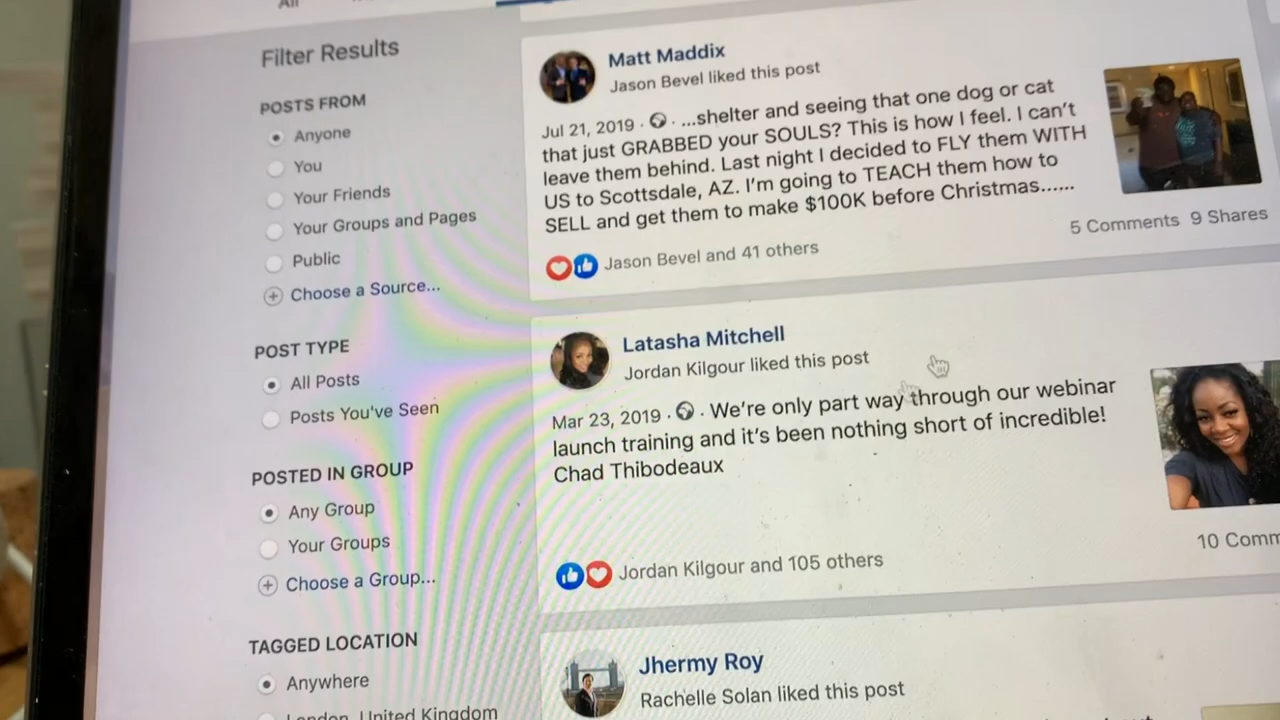 All
Filter Results
POSTS FROM
Anyone
You
Your Friends
Your Groups and Pages
Public
Choose a Source...
POST TYPE
All Posts
Posts You've Seen
POSTED IN GROUP
Any Group
Your Groups
Choose a Group...
TAGGED LOCATION
Anywhere
London, United Kingdom
Matt Maddix
Jason Bevel liked this post
Jul 21, 2019 · · ...shelter and seeing that one dog or cat
that just GRABBED your SOULS? This is how I feel. I can't
leave them behind. Last night I decided to FLY them WITH
US to Scottsdale, AZ. I'm going to TEACH them how to
SELL and get them to make $100K before Christmas......
Jason Bevel and 41 others
5 Comments 9 Shares
Latasha Mitchell
Jordan Kilgour liked this post
Mar 23, 2019 · · We're only part way through our webinar
launch training and it's been nothing short of incredible!
Chad Thibodeaux
Jordan Kilgour and 105 others
10 Comm
Jhermy Roy
Rachelle Solan liked this post